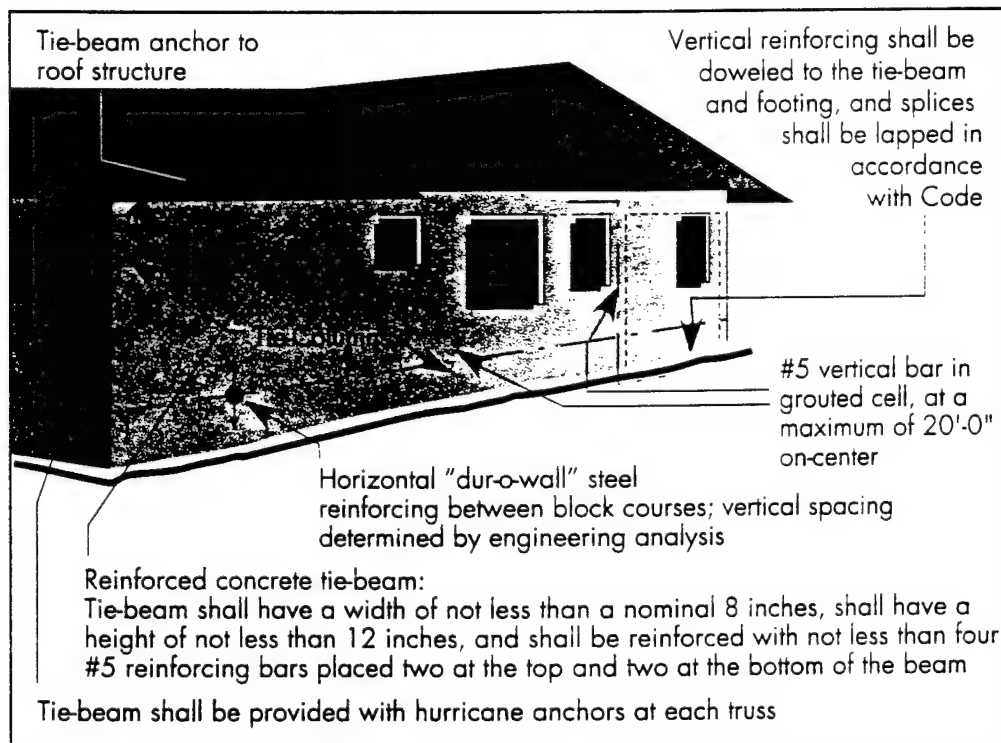 Tie-beam anchor to
roof structure
Vertical reinforcing shall be
doweled to the tie-beam
and footing, and splices
shall be lapped in
accordance
with Code
Tie-Column
#5 vertical bar in
grouted cell, at a
maximum of 20'-0"
on-center
Horizontal "dur-o-wall" steel
reinforcing between block courses; vertical spacing
determined by engineering analysis
Reinforced concrete tie-beam:
Tie-beam shall have a width of not less than a nominal 8 inches, shall have a
height of not less than 12 inches, and shall be reinforced with not less than four
#5 reinforcing bars placed two at the top and two at the bottom of the beam
Tie-beam shall be provided with hurricane anchors at each truss